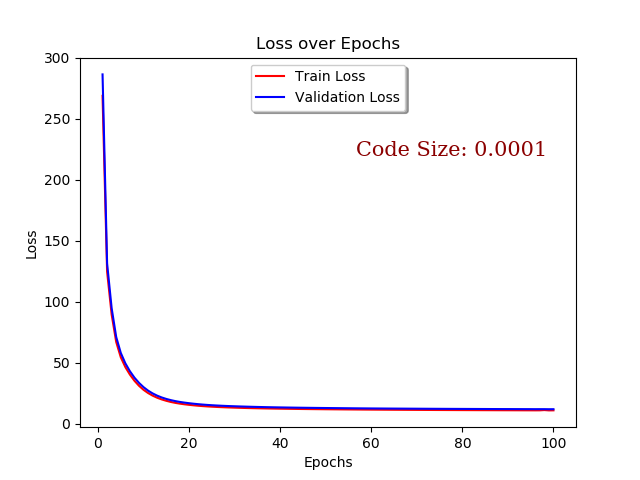 Loss over Epochs
Train Loss
Validation Loss
Code Size: 0.0001
300
250
200
150
100
50
0
Loss
0 20 40 60 80 100
Epochs